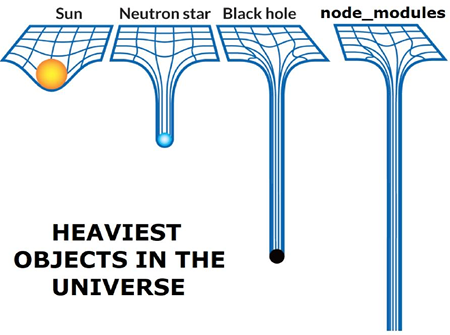 Sun
Neutron star
Black hole
node_modules
HEAVIEST
OBJECTS IN THE
UNIVERSE